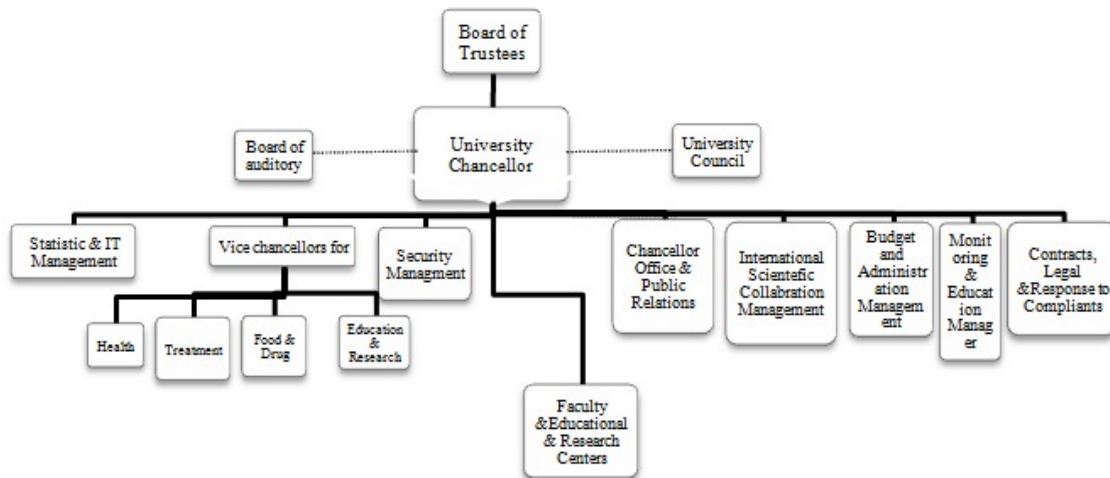 Board of
Trustees
University
Chancellor
Board of
auditory
University
Council
Statistic & IT
Management
Vice chancellors for
Security
Managment
Chancellor
Office &
Public
Relations
International
Scientefic
Collabration
Management
Budget
and
Administr
ation
Managem
ent
Monit
oring
&
Educat
ion
Manag
er
Contracts,
Legal
&Response to
Compliants
Health
Treatment
Food &
Drug
Education
&
Research
Faculty
&Educational
& Research
Centers